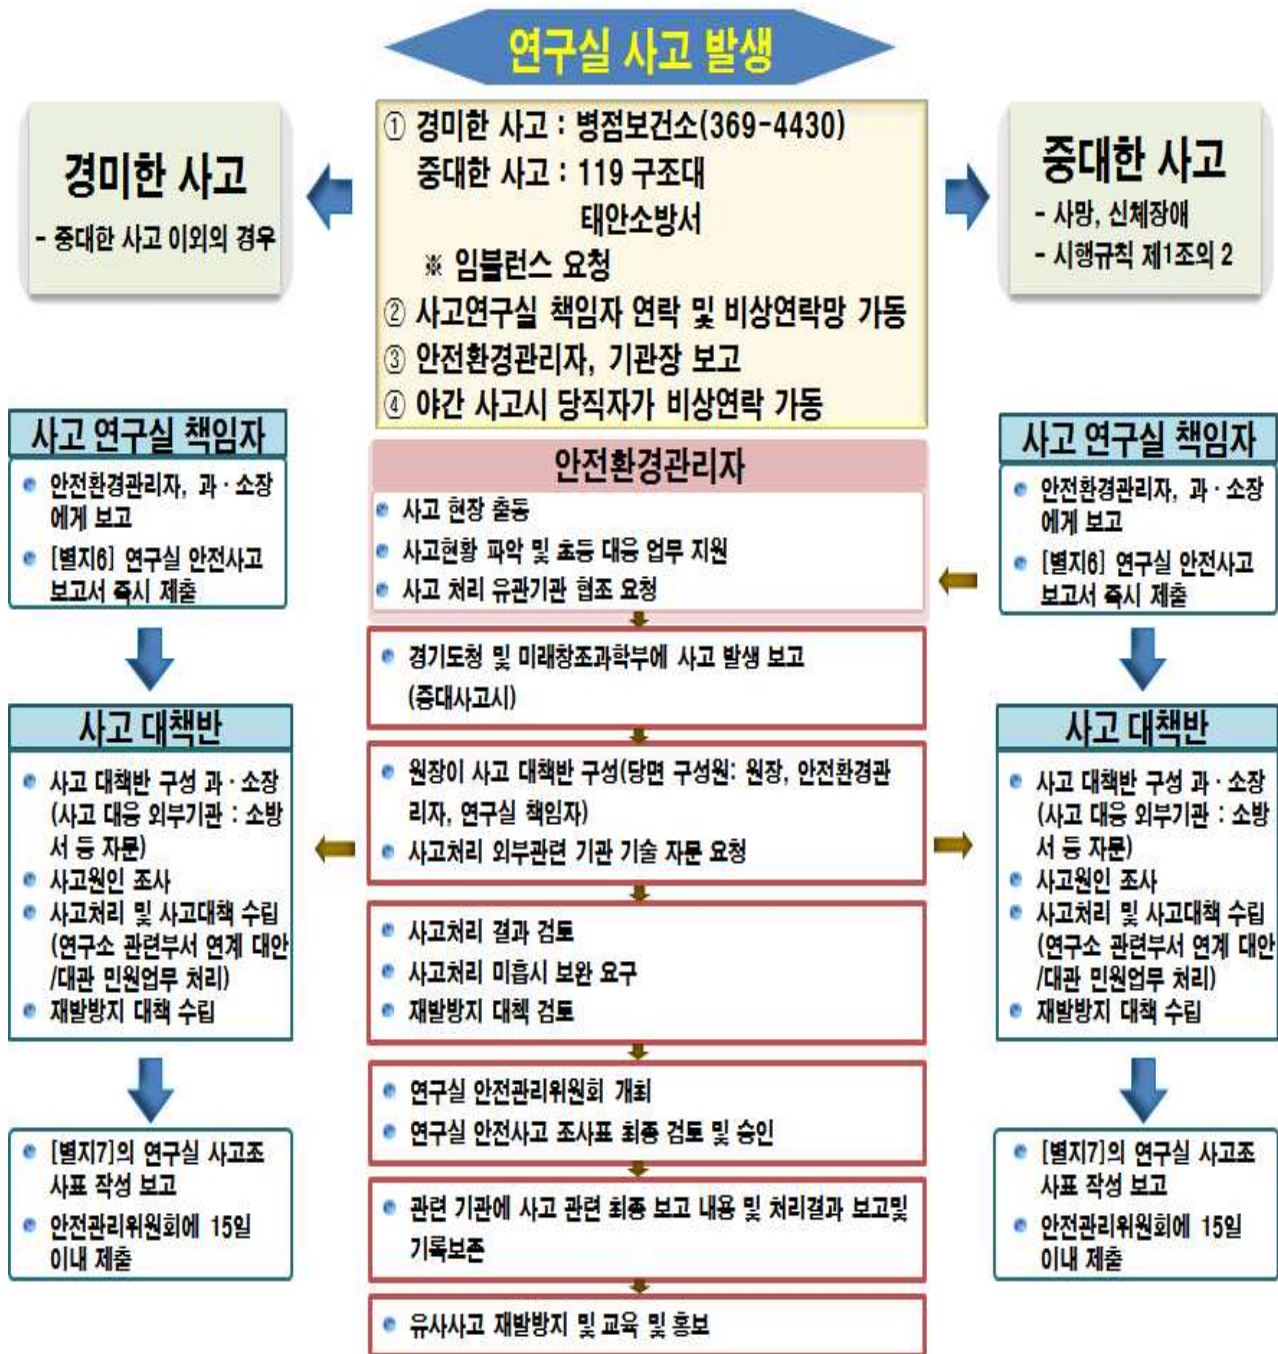 연구실 사고 발생
경미한 사고
- 중대한 사고 이외의 경우
① 경미한 사고 : 병점보건소(369-4430)
중대한 사고 : 119 구조대
태안소방서
※ 임블런스 요청
② 사고연구실 책임자 연락 및 비상연락망 가동
③ 안전환경관리자, 기관장 보고
④ 야간 사고시 당직자가 비상연락 가동
중대한 사고
- 사망, 신체장애
- 시행규칙 제1조의 2
사고 연구실 책임자
안전환경관리자, 과 · 소장
에게 보고
[별지6] 연구실 안전사고
보고서 즉시 제출
안전환경관리자
사고 현장 출동
사고현황 파악 및 초등 대응 업무 지원
사고 처리 유관기관 협조 요청
사고 연구실 책임자
안전환경관리자, 과 · 소장
에게 보고
[별지6] 연구실 안전사고
보고서 즉시 제출
경기도청 및 미래창조과학부에 사고 발생 보고
(중대사고시)
사고 대책반
사고 대책반 구성 과 · 소장
(사고 대응 외부기관 : 소방
서 등 자문)
사고원인 조사
사고처리 및 사고대책 수립
(연구소 관련부서 연계 대안
/대관 민원업무 처리)
재발방지 대책 수립
원장이 사고 대책반 구성(당면 구성원: 원장, 안전환경관
리자, 연구실 책임자)
사고처리 외부관련 기관 기술 자문 요청
사고처리 결과 검토
사고처리 미흡시 보완 요구
재발방지 대책 검토
사고 대책반
사고 대책반 구성 과 · 소장
(사고 대응 외부기관 : 소방
서 등 자문)
사고원인 조사
사고처리 및 사고대책 수립
(연구소 관련부서 연계 대안
/대관 민원업무 처리)
재발방지 대책 수립
연구실 안전관리위원회 개최
연구실 안전사고 조사표 최종 검토 및 승인
[별지7]의 연구실 사고조
사표 작성 보고
안전관리위원회에 15일
이내 제출
관련 기관에 사고 관련 최종 보고 내용 및 처리결과 보고및
기록보존
유사사고 재발방지 및 교육 및 홍보
[별지7]의 연구실 사고조
사표 작성 보고
안전관리위원회에 15일
이내 제출